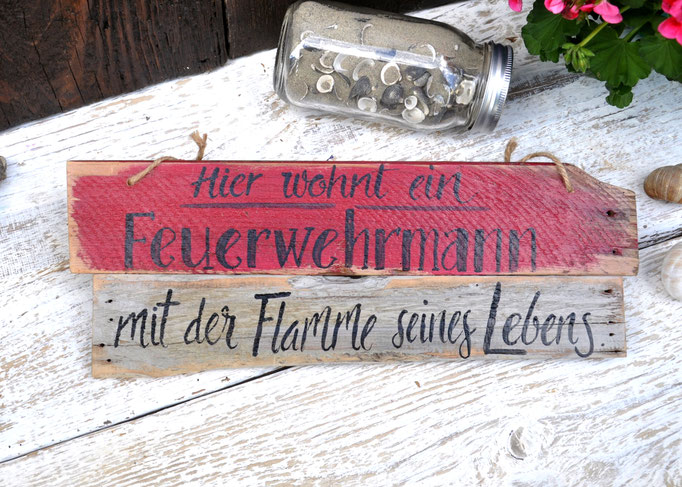 Hier wohnt ein
Feuerwehrmann
mit der Flamme seines Lebens.